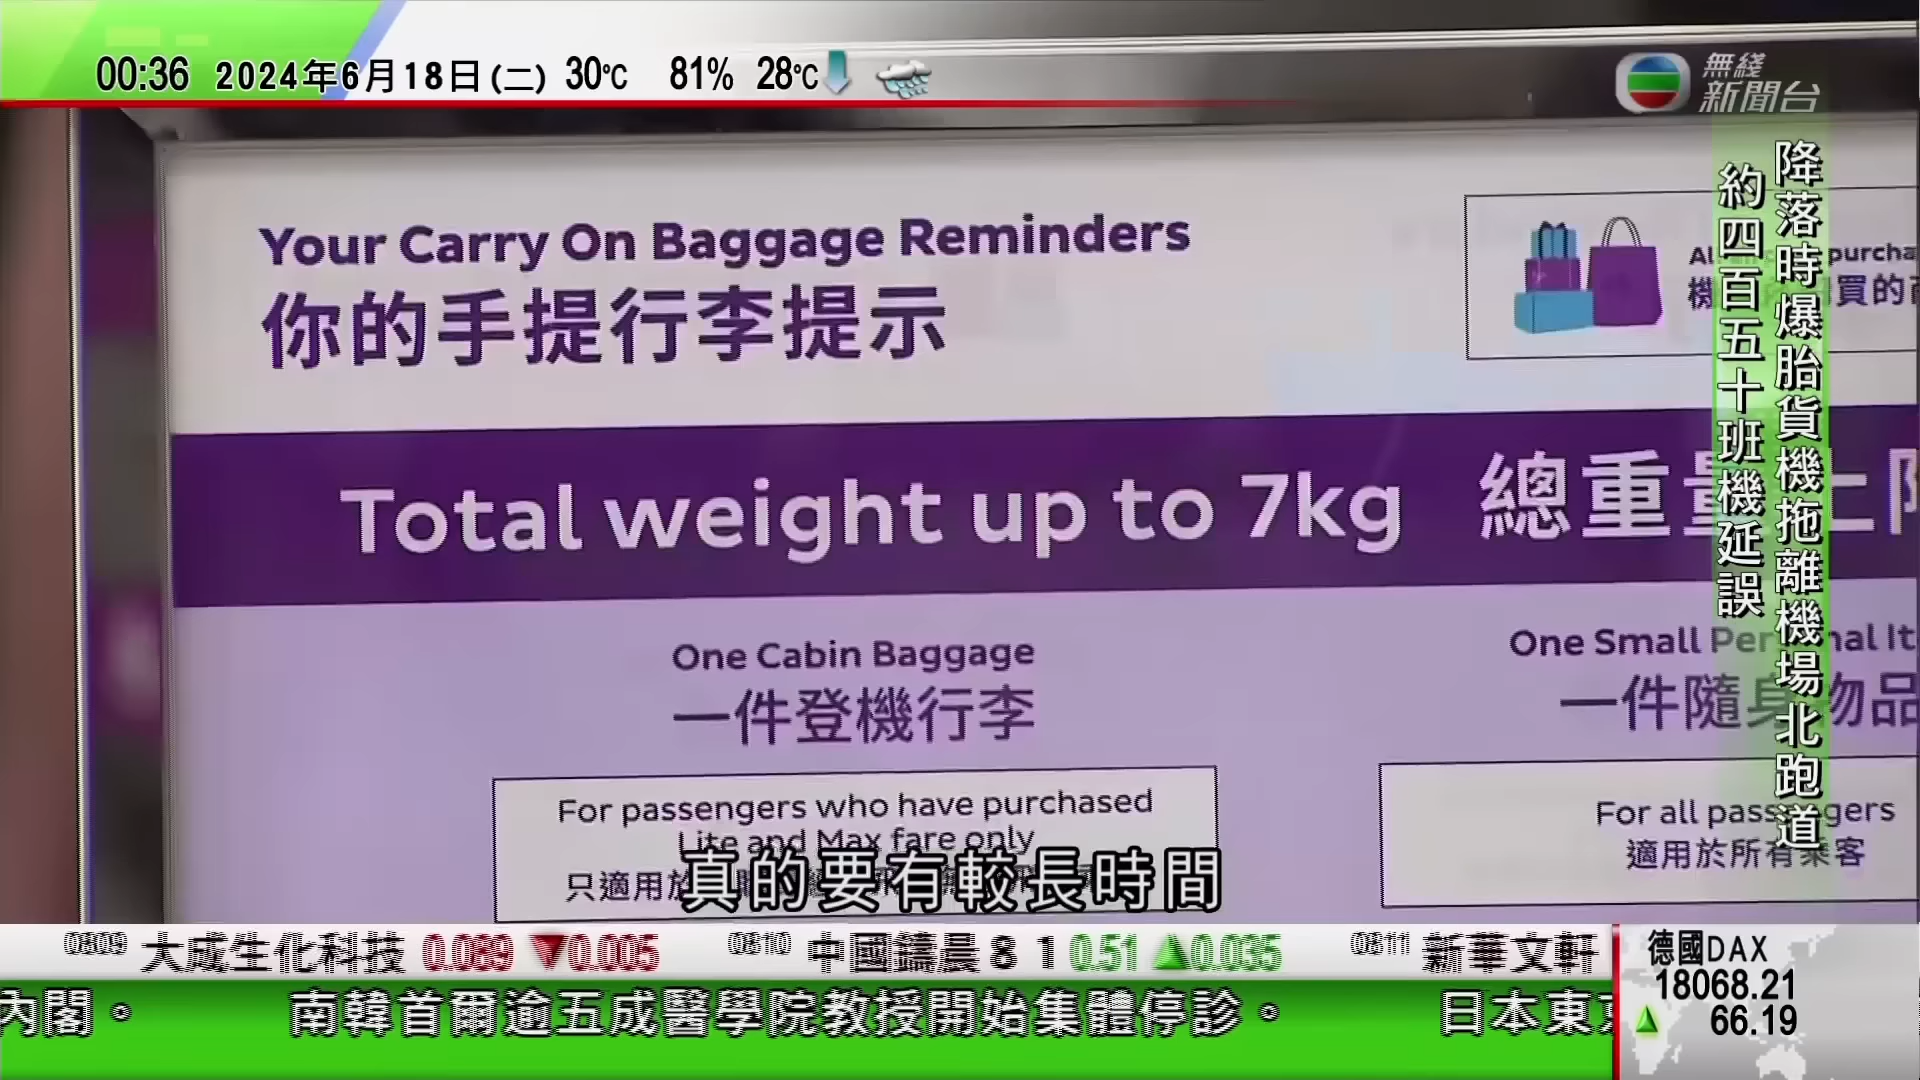 00:36 2024年6月18日(二) 30℃ 81% 28℃
無綫
新聞台
降落時爆胎貨機拖離機場北跑道
約四百五十班機延誤
Your Carry On Baggage Reminders
你的手提行李提示
買的
Total weight up to 7kg 總重量上限
One Cabin Baggage
一件登機行李
One Small Personal
一件隨身物品
For passengers who have purchased
Lite and Max fare only
只適用於
For all passengers
適用於所有乘客
真的要有較長時間
0809 大成生化科技 0.089 ▼0.005 0810 中國鑄晨81 0.51 ▲0.035 0811 新華文軒
內閣。 南韓首爾逾五成醫學院教授開始集體停診。 日本東京
德國DAX
18068.21
▲ 66.19